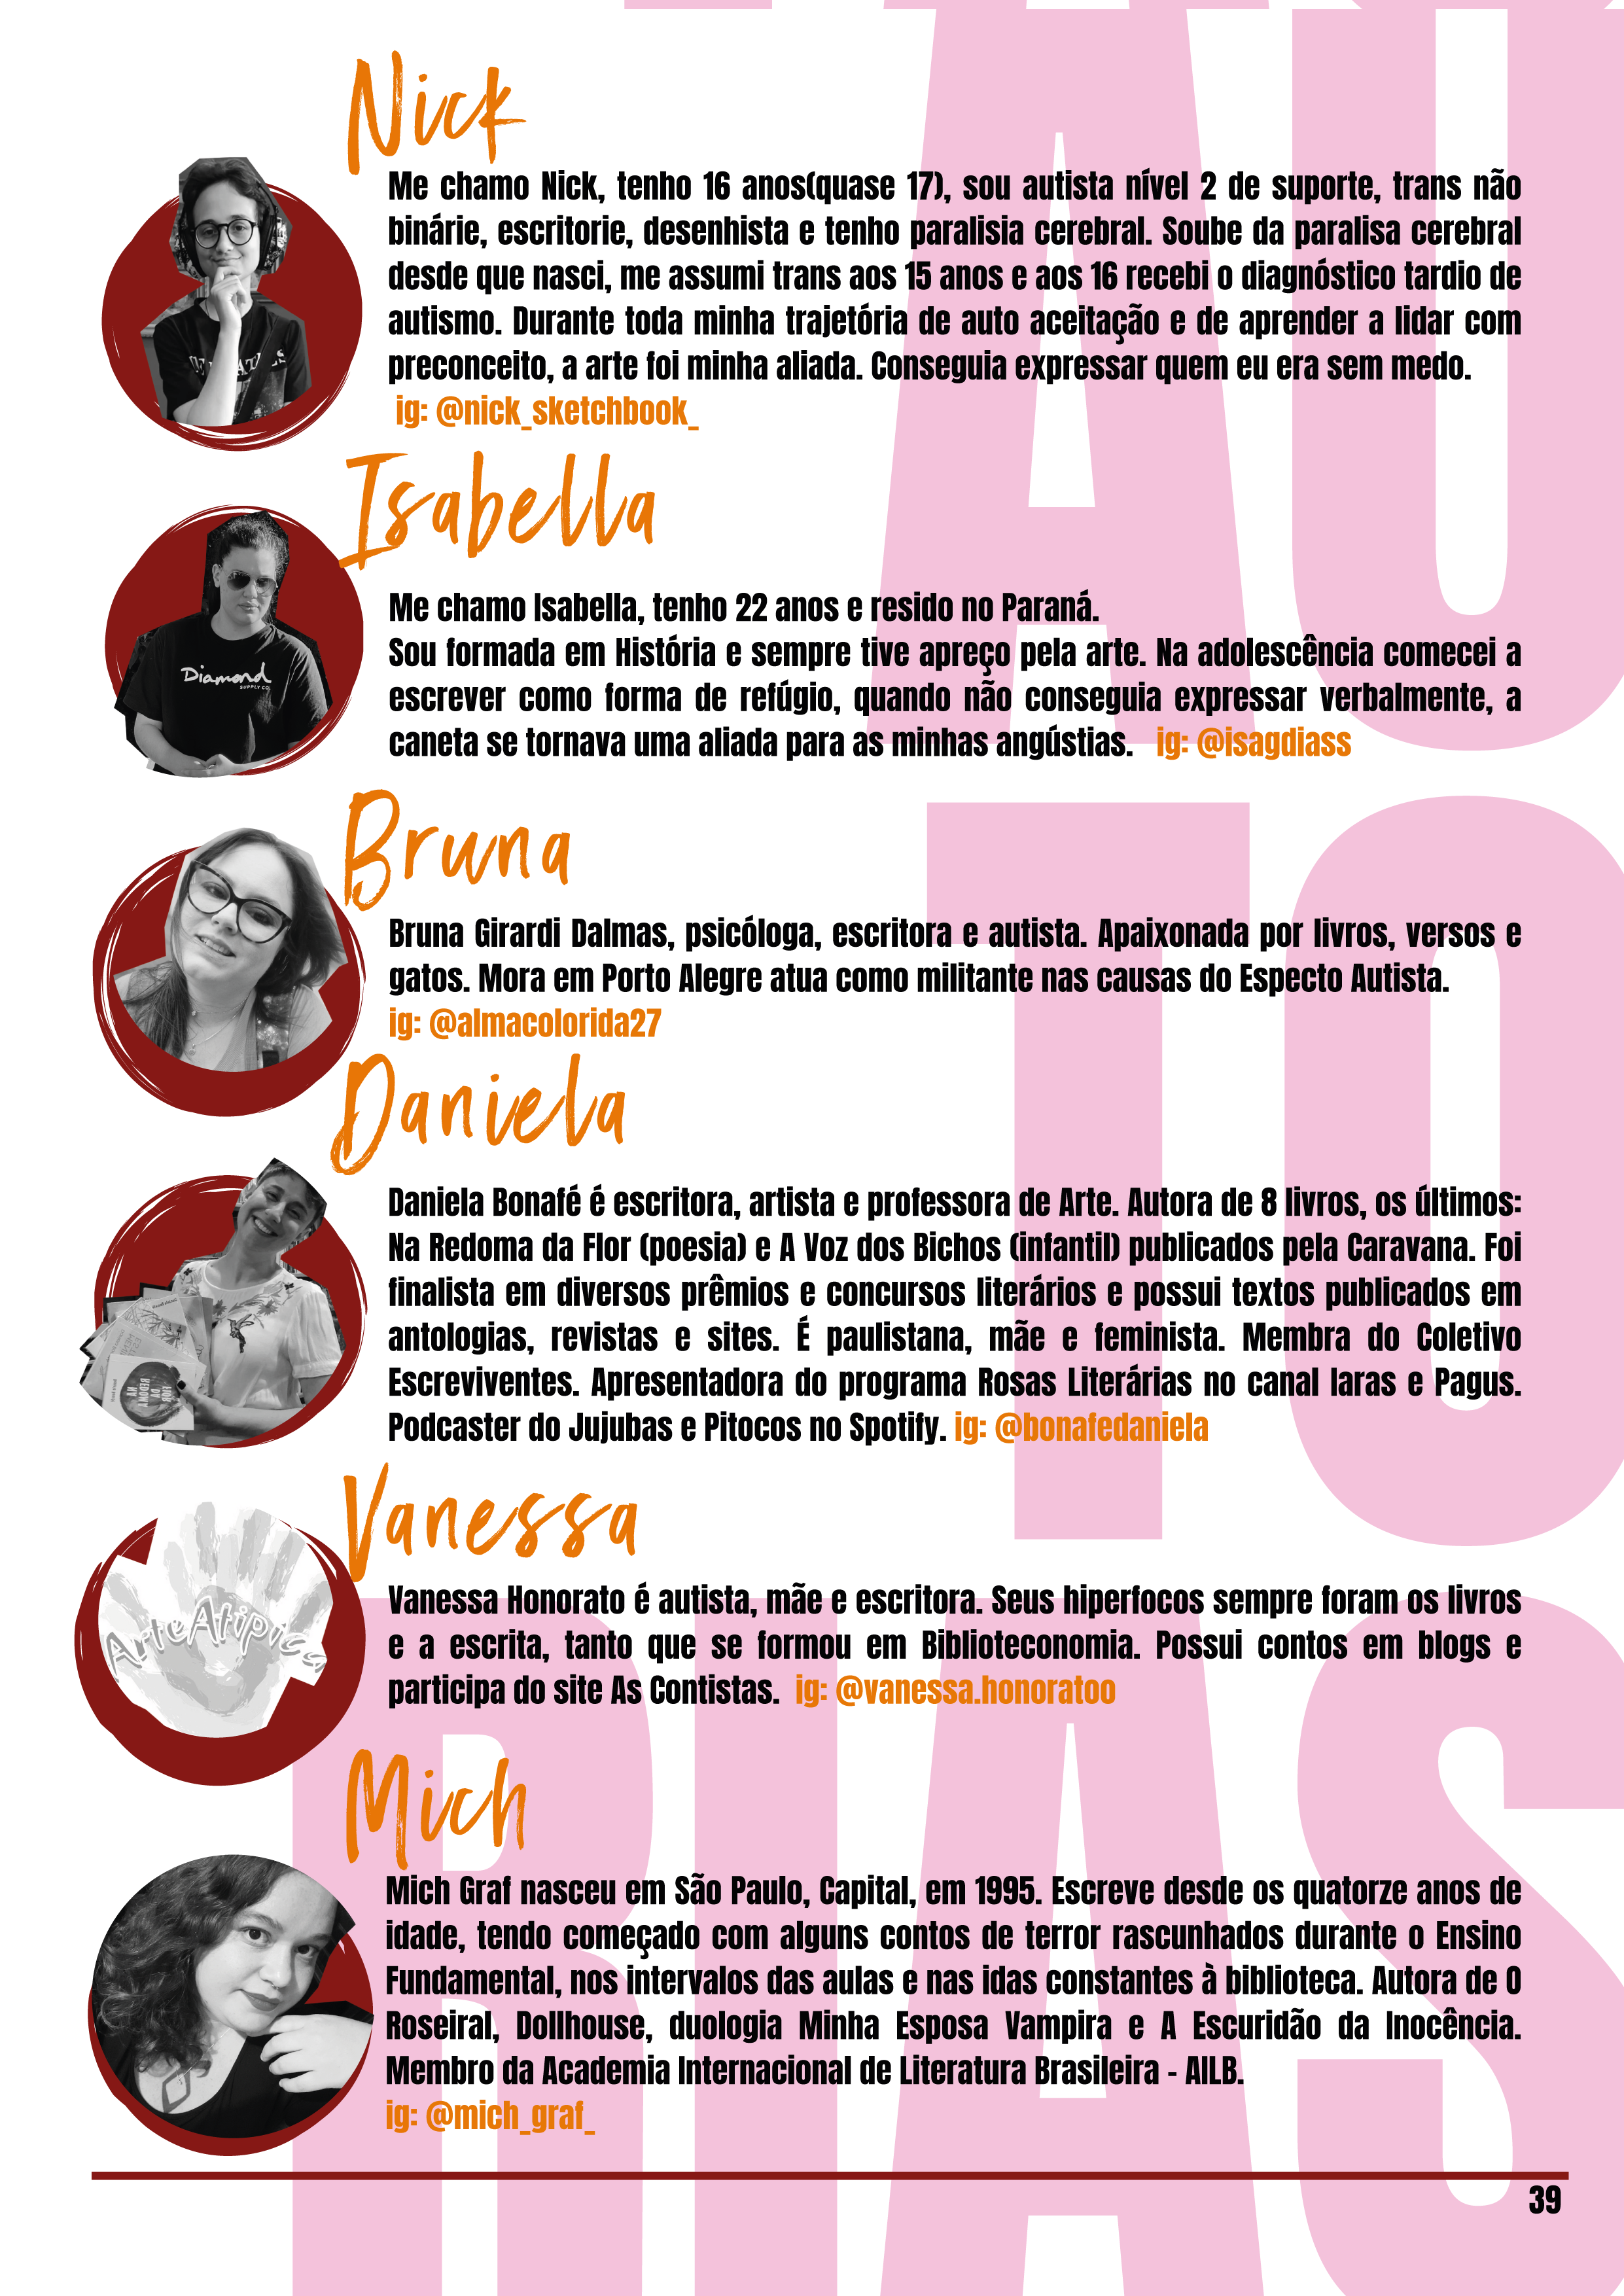 AU
TO
RIAS
Nick
Me chamo Nick, tenho 16 anos(quase 17), sou autista nível 2 de suporte, trans não
binárie, escritorie, desenhista e tenho paralisia cerebral. Soube da paralisa cerebral
desde que nasci, me assumi trans aos 15 anos e aos 16 recebi o diagnóstico tardio de
autismo. Durante toda minha trajetória de auto aceitação e de aprender a lidar com
preconceito, a arte foi minha aliada. Conseguia expressar quem eu era sem medo.
ig: @nick_sketchbook_
Isabella
Diamond
SUPPLY CO.
Me chamo Isabella, tenho 22 anos e resido no Paraná.
Sou formada em História e sempre tive apreço pela arte. Na adolescência comecei a
escrever como forma de refúgio, quando não conseguia expressar verbalmente, a
caneta se tornava uma aliada para as minhas angústias. ig: @isagdiass
Bruna
Bruna Girardi Dalmas, psicóloga, escritora e autista. Apaixonada por livros, versos e
gatos. Mora em Porto Alegre atua como militante nas causas do Especto Autista.
ig: @almacolorida27
Daniela
Daniela Bonafé é escritora, artista e professora de Arte. Autora de 8 livros, os últimos:
Na Redoma da Flor (poesia) e A Voz dos Bichos (infantil) publicados pela Caravana. Foi
finalista em diversos prêmios e concursos literários e possui textos publicados em
antologias, revistas e sites. É paulistana, mãe e feminista. Membra do Coletivo
Escreviventes. Apresentadora do programa Rosas Literárias no canal Iaras e Pagus.
Podcaster do Jujubas e Pitocos no Spotify. ig: @bonafedaniela
Vanessa
ArteAtipica
Vanessa Honorato é autista, mãe e escritora. Seus hiperfocos sempre foram os livros
e a escrita, tanto que se formou em Biblioteconomia. Possui contos em blogs e
participa do site As Contistas. ig: @vanessa.honoratoo
Mich
Mich Graf nasceu em São Paulo, Capital, em 1995. Escreve desde os quatorze anos de
idade, tendo começado com alguns contos de terror rascunhados durante o Ensino
Fundamental, nos intervalos das aulas e nas idas constantes à biblioteca. Autora de O
Roseiral, Dollhouse, duologia Minha Esposa Vampira e A Escuridão da Inocência.
Membro da Academia Internacional de Literatura Brasileira - AILB.
ig: @mich_graf_
39